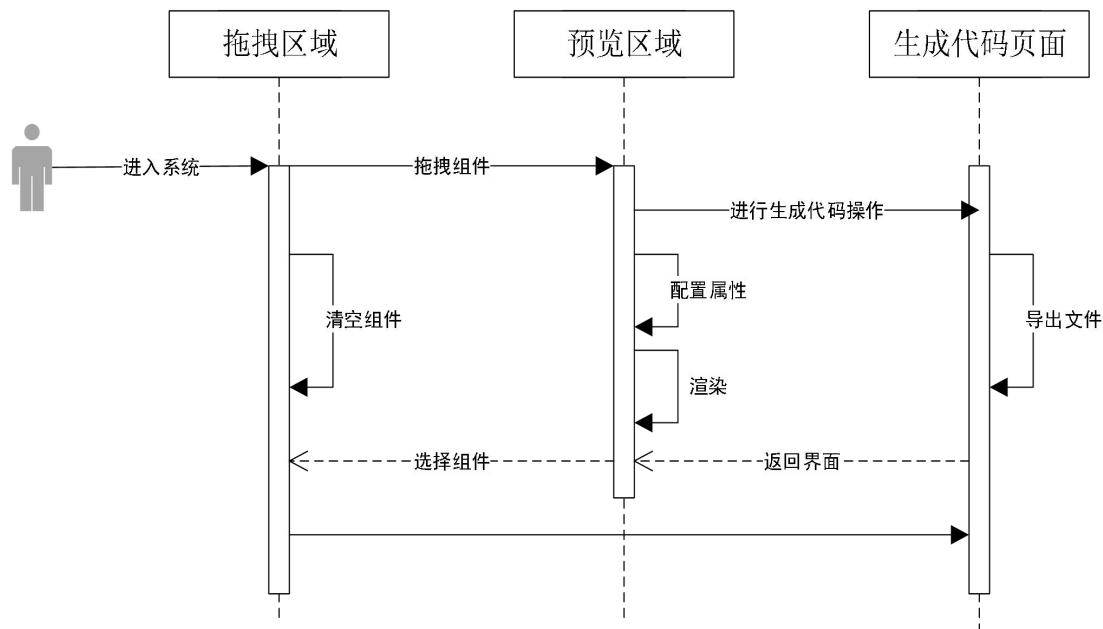 拖拽区域
预览区域
生成代码页面
进入系统
拖拽组件
进行生成代码操作
配置属性
清空组件
导出文件
渲染
选择组件
返回界面